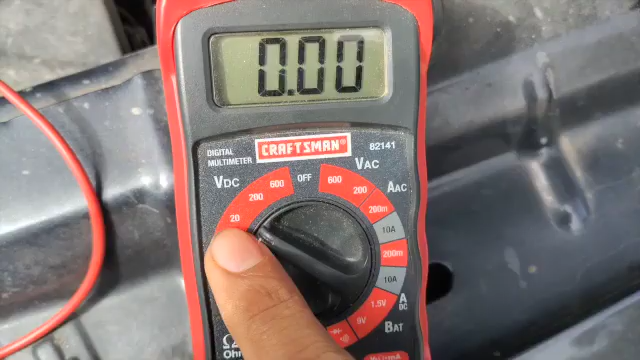 0.00
CRAFTSMAN®
DIGITAL
MULTIMETER
82141
VDC
600
OFF
600
VAC
200
200
AAC
20
200m
10A
200m
10A
1.5V
A DC
9V
BAT
Ω
Ohm